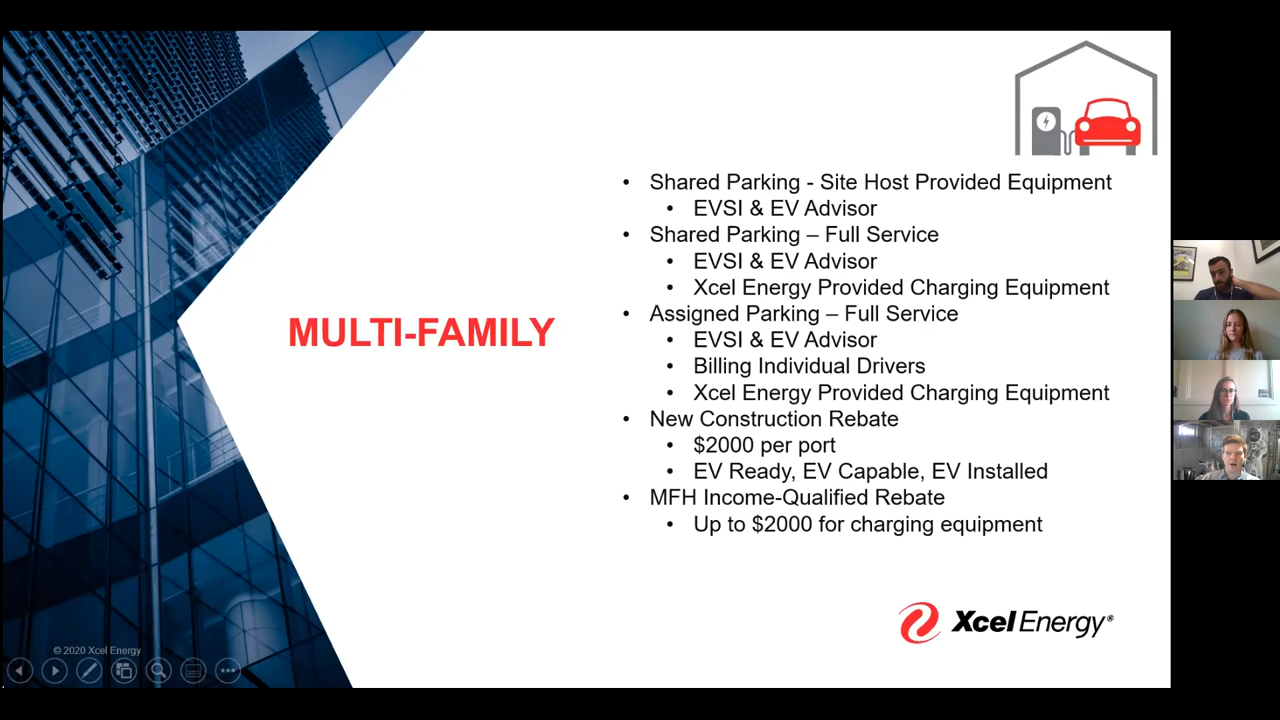 MULTI-FAMILY
• Shared Parking - Site Host Provided Equipment
• EVSI & EV Advisor
• Shared Parking – Full Service
• EVSI & EV Advisor
• Xcel Energy Provided Charging Equipment
• Assigned Parking – Full Service
• EVSI & EV Advisor
• Billing Individual Drivers
• Xcel Energy Provided Charging Equipment
• New Construction Rebate
• $2000 per port
• EV Ready, EV Capable, EV Installed
• MFH Income-Qualified Rebate
• Up to $2000 for charging equipment
Xcel Energy®
© 2020 Xcel Energy